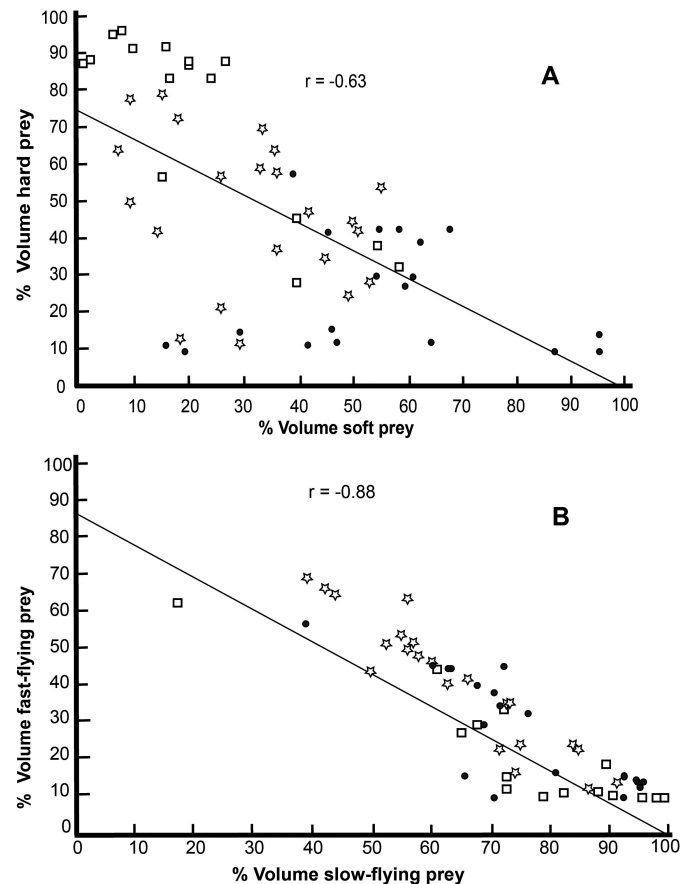 100
90
80
70
60
50
40
30
20
10
0
% Volume hard prey
r = -0.63
A
0 10 20 30 40 50 60 70 80 90 100
% Volume soft prey
100
90
80
70
60
50
40
30
20
10
0
% Volume fast-flying prey
r = -0.88
B
0 10 20 30 40 50 60 70 80 90 100
% Volume slow-flying prey